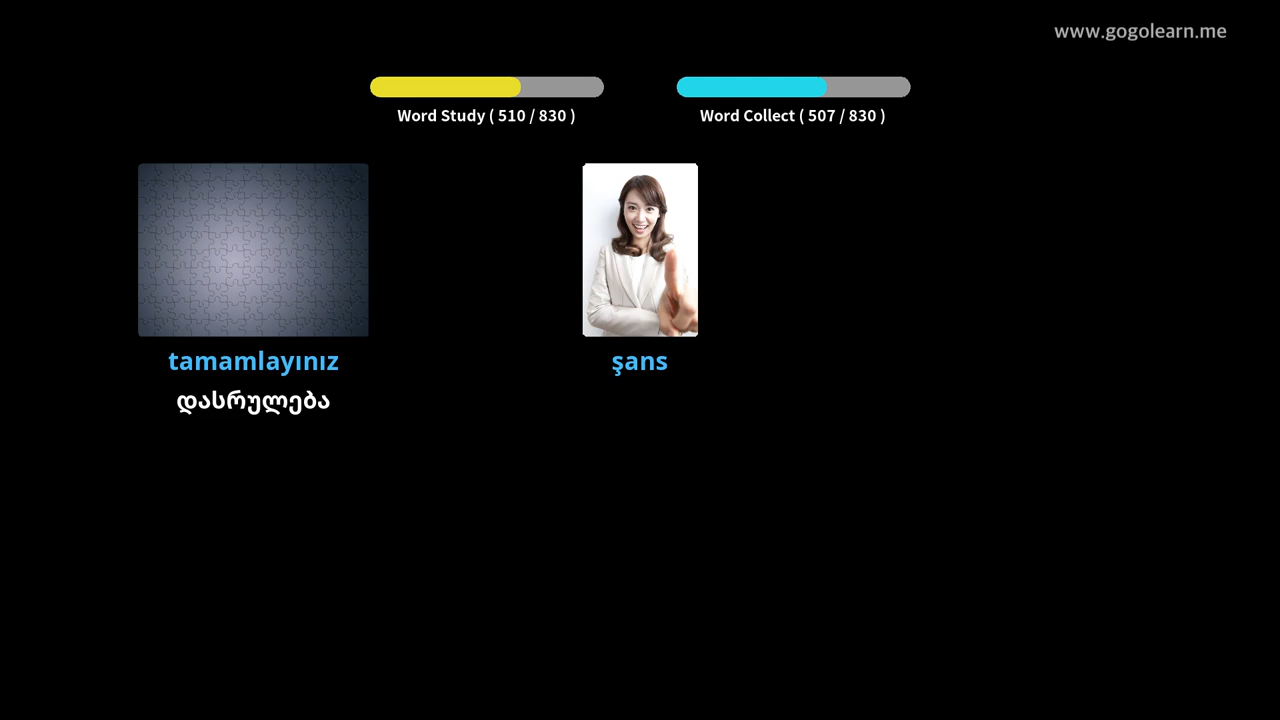 www.gogolearn.me
Word Study ( 510 / 830 )
Word Collect ( 507 / 830 )
tamamlayınız
şans
დასრულება